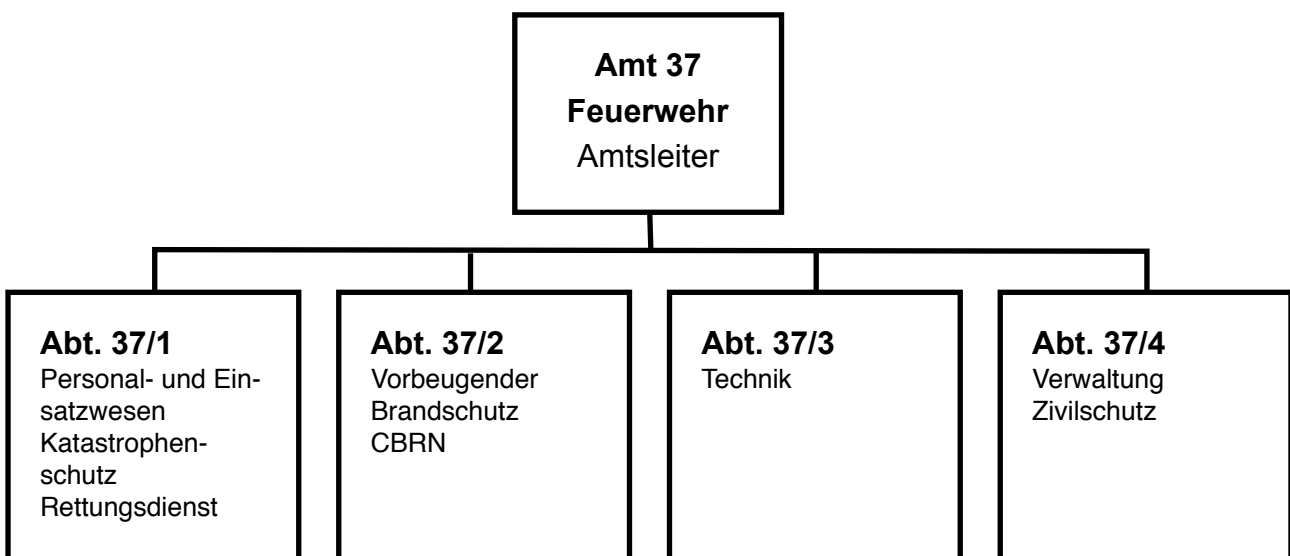 Amt 37
Feuerwehr
Amtsleiter
Abt. 37/1
Personal- und Ein-
satzwesen
Katastrophen-
schutz
Rettungsdienst
Abt. 37/2
Vorbeugender
Brandschutz
CBRN
Abt. 37/3
Technik
Abt. 37/4
Verwaltung
Zivilschutz